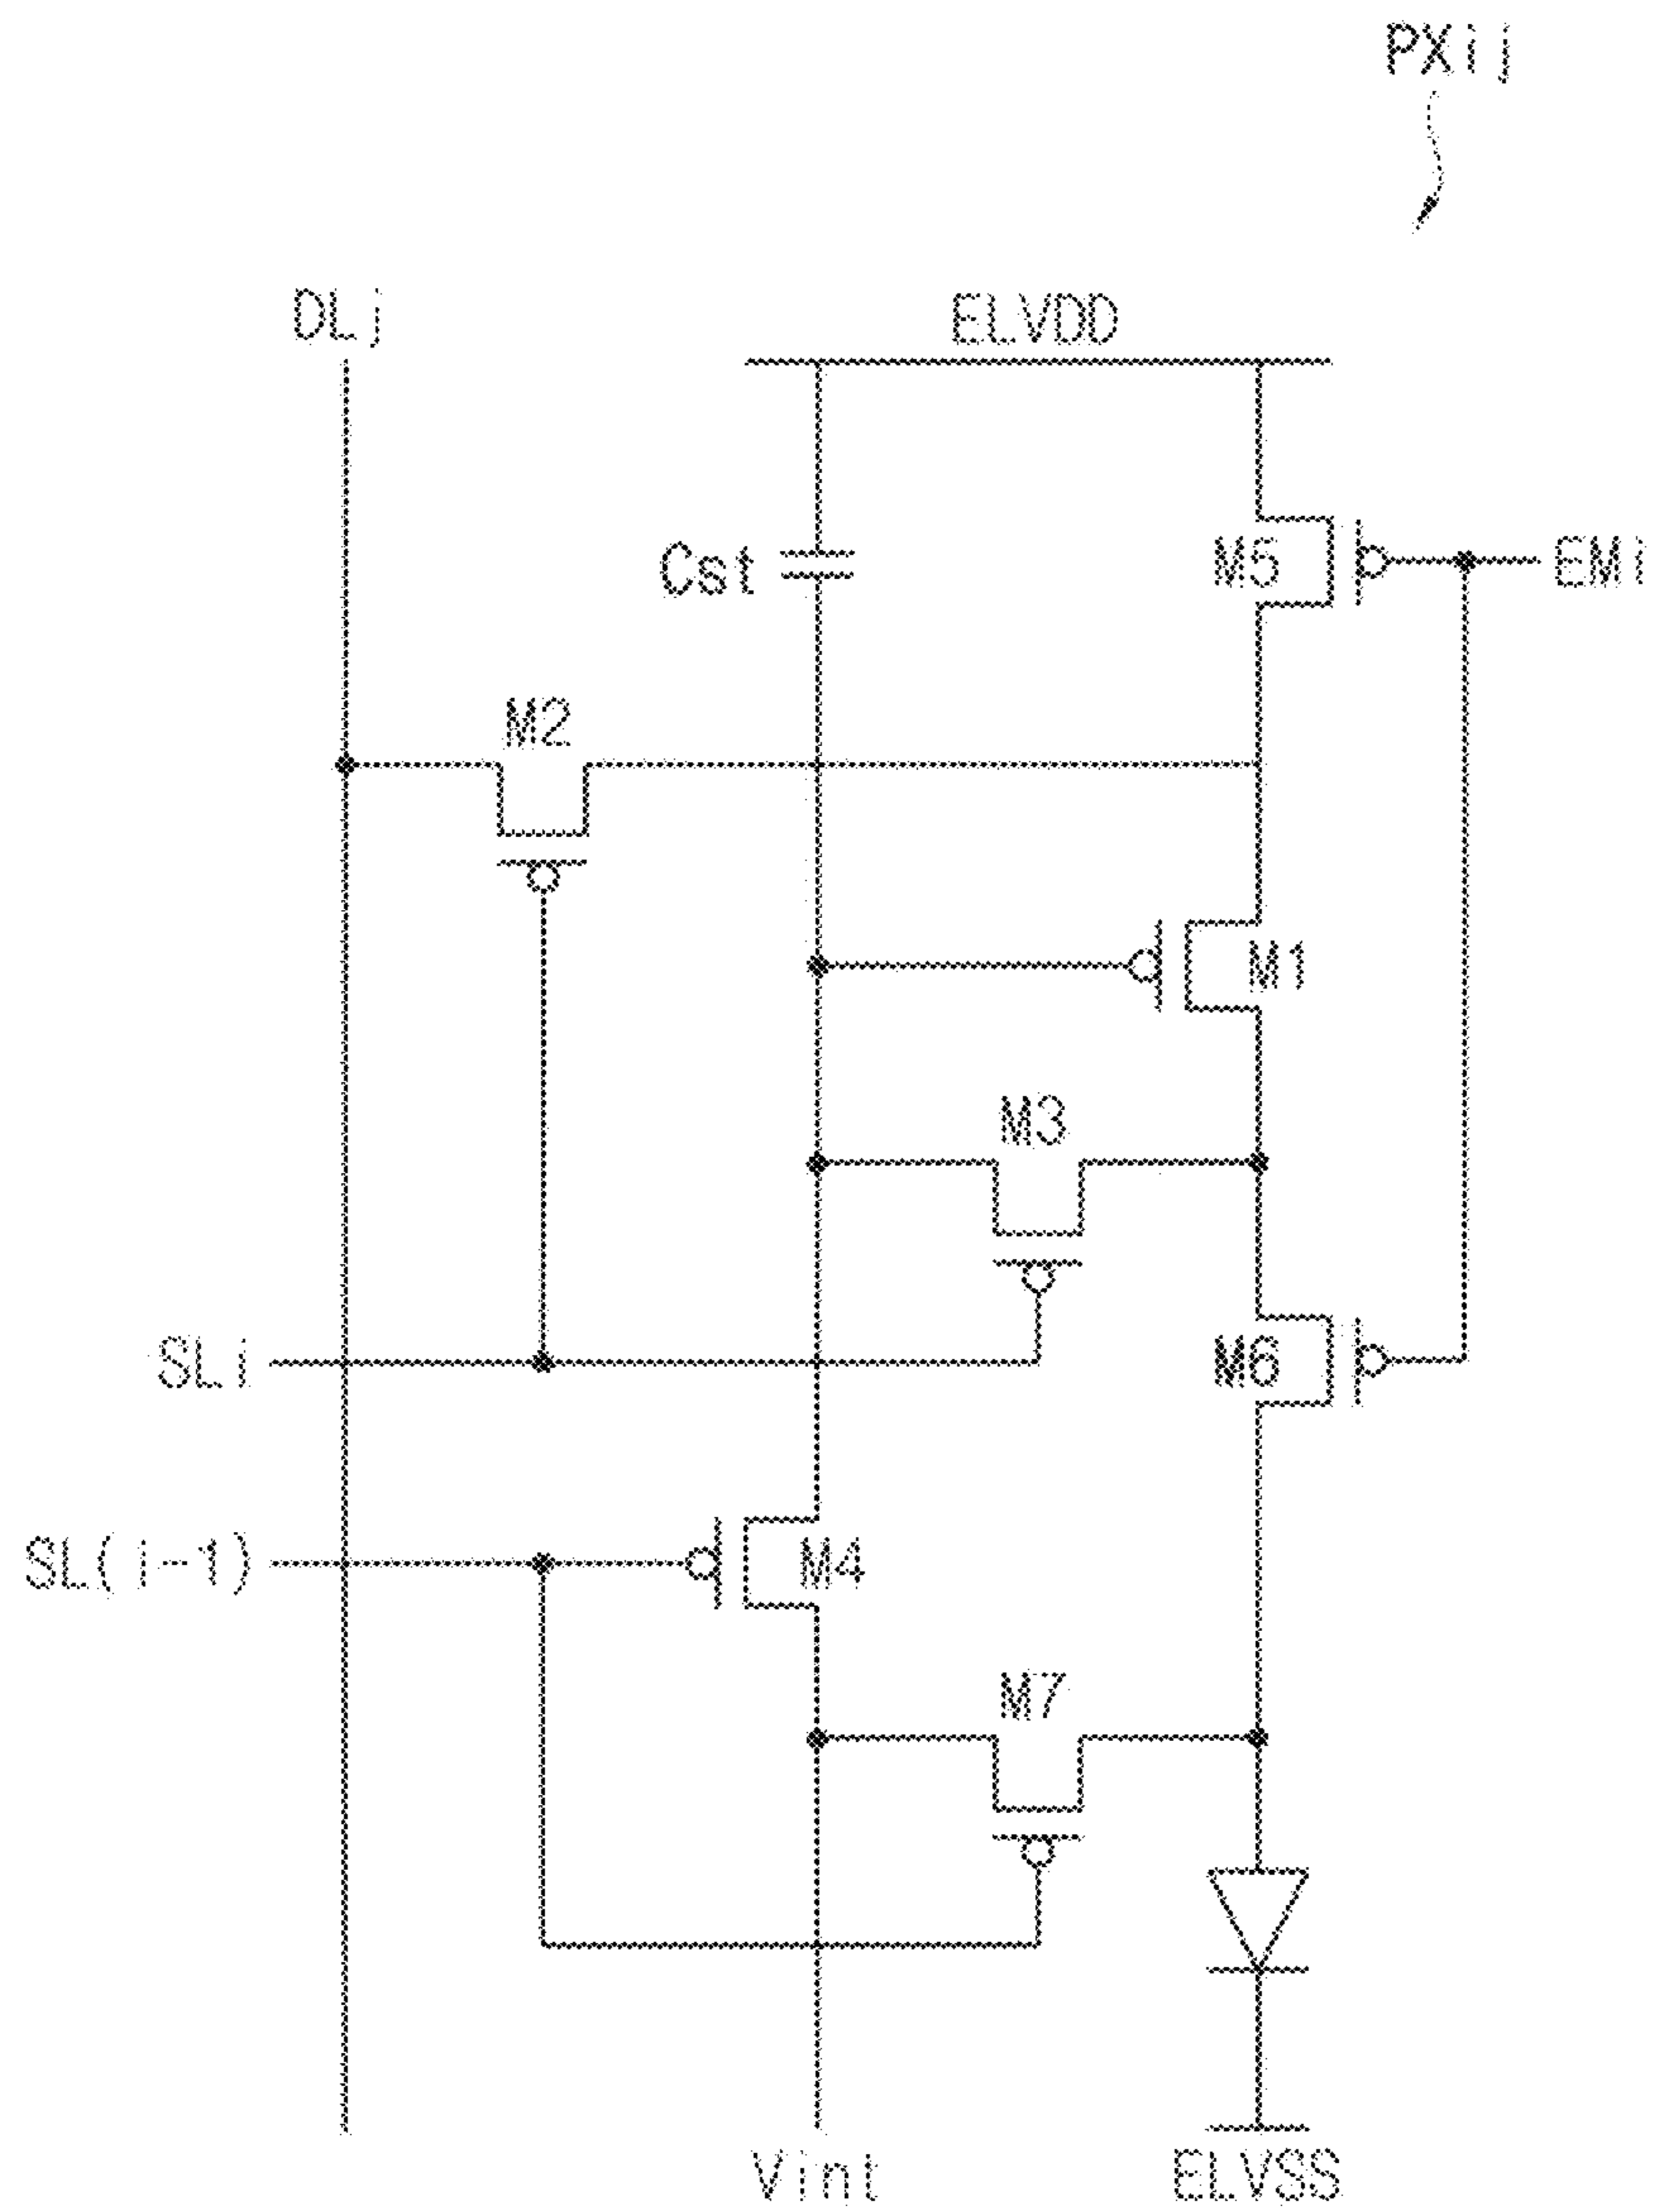 PXij
DLj
ELVDD
Cst
M5
EMi
M2
M1
M3
SLi
M6
SL(i-1)
M4
M7
Vint
ELVSS